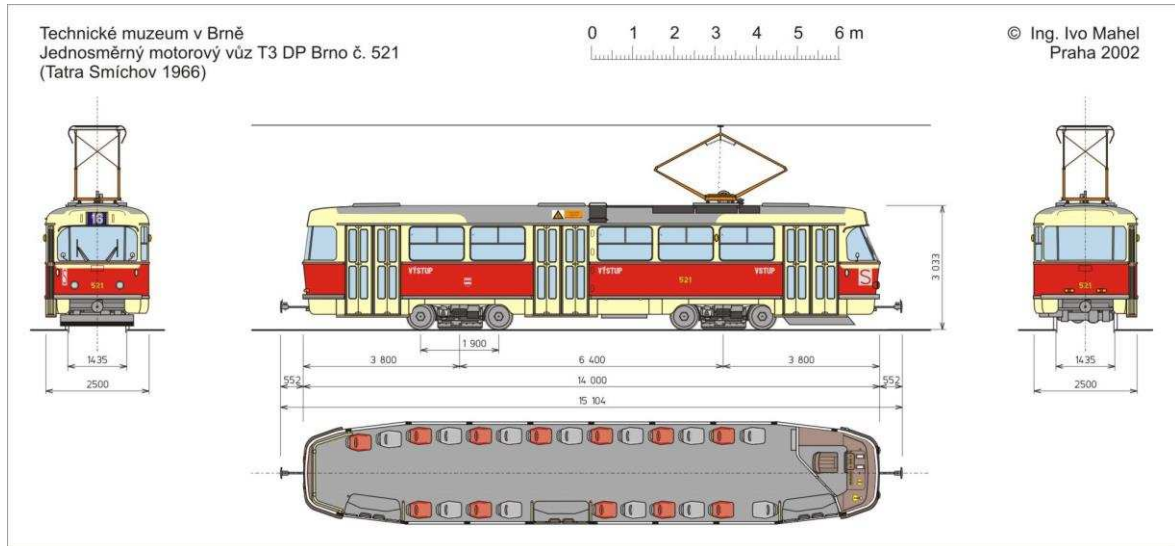 Technické muzeum v Brně
Jednosměrný motorový vůz T3 DP Brno č. 521
(Tatra Smíchov 1966)
0 1 2 3 4 5 6 m
© Ing. Ivo Mahel
Praha 2002
16
521
1435
2500
VÝSTUP
VÝSTUP
521
VSTUP
S
3 033
1 900
3 800
6 400
3 800
552
14 000
552
15 104
521
1435
2500